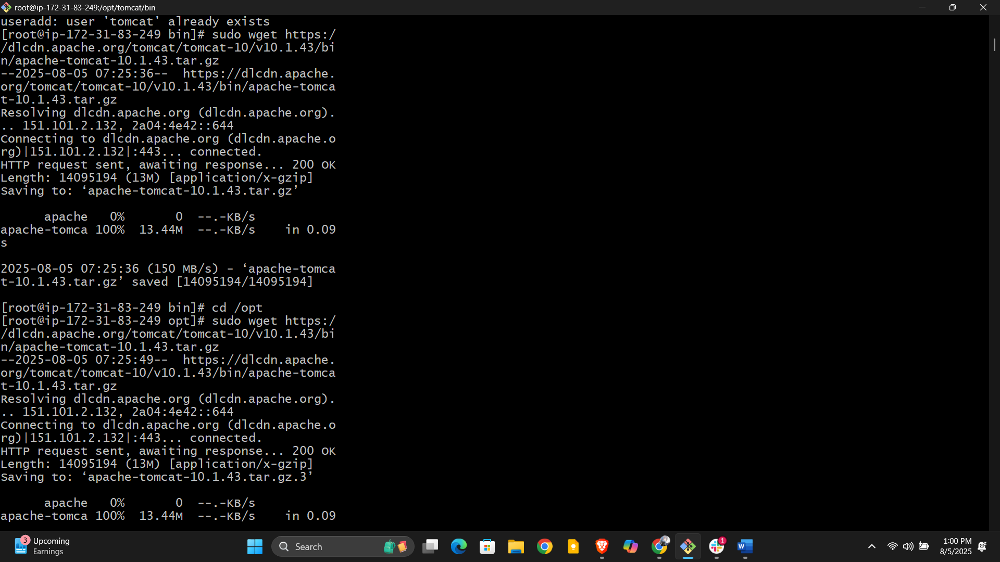 root@ip-172-31-83-249:/opt/tomcat/bin
useradd: user 'tomcat' already exists
[root@ip-172-31-83-249 bin]# sudo wget https:/
/dlcdn.apache.org/tomcat/tomcat-10/v10.1.43/bi
n/apache-tomcat-10.1.43.tar.gz
--2025-08-05 07:25:36--  https://dlcdn.apache.
org/tomcat/tomcat-10/v10.1.43/bin/apache-tomca
t-10.1.43.tar.gz
Resolving dlcdn.apache.org (dlcdn.apache.org).
.. 151.101.2.132, 2a04:4e42::644
Connecting to dlcdn.apache.org (dlcdn.apache.o
rg)|151.101.2.132|:443... connected.
HTTP request sent, awaiting response... 200 OK
Length: 14095194 (13M) [application/x-gzip]
Saving to: ‘apache-tomcat-10.1.43.tar.gz’
apache   0%       0  --.-KB/s
apache-tomca 100%  13.44M  --.-KB/s    in 0.09
s
2025-08-05 07:25:36 (150 MB/s) - ‘apache-tomca
t-10.1.43.tar.gz’ saved [14095194/14095194]
[root@ip-172-31-83-249 bin]# cd /opt
[root@ip-172-31-83-249 opt]# sudo wget https:/
/dlcdn.apache.org/tomcat/tomcat-10/v10.1.43/bi
n/apache-tomcat-10.1.43.tar.gz
--2025-08-05 07:25:49--  https://dlcdn.apache.
org/tomcat/tomcat-10/v10.1.43/bin/apache-tomca
t-10.1.43.tar.gz
Resolving dlcdn.apache.org (dlcdn.apache.org).
.. 151.101.2.132, 2a04:4e42::644
Connecting to dlcdn.apache.org (dlcdn.apache.o
rg)|151.101.2.132|:443... connected.
HTTP request sent, awaiting response... 200 OK
Length: 14095194 (13M) [application/x-gzip]
Saving to: ‘apache-tomcat-10.1.43.tar.gz.3’
apache   0%       0  --.-KB/s
apache-tomca 100%  13.44M  --.-KB/s    in 0.09
3
Upcoming
Earnings
Search
1
W
1:00 PM
8/5/2025